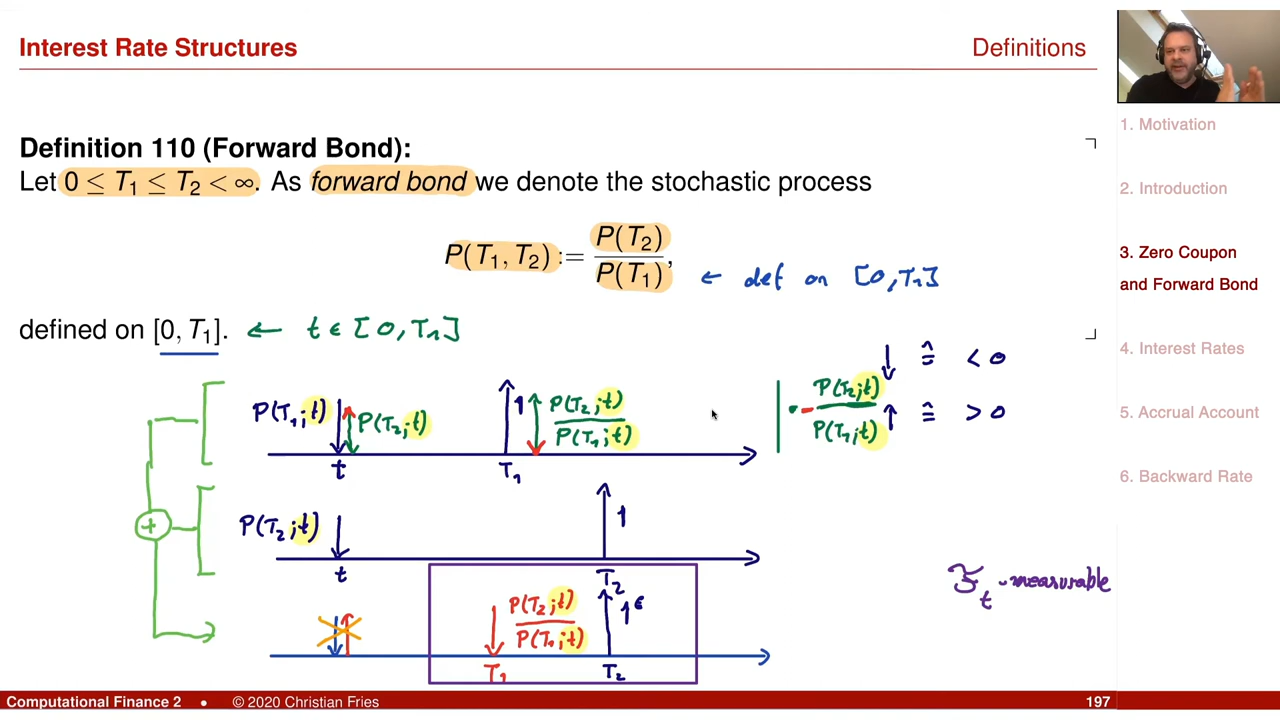 Interest Rate Structures
Definitions
Definition 110 (Forward Bond):
Let 0 ≤ T₁ ≤ T₂ < ∞. As forward bond we denote the stochastic process
P(T₁, T₂) := P(T₂) / P(T₁),
← def on [0,T₁]
defined on [0, T₁]. ← t ∈ [0, T₁]
↓ ≙ < 0
↑ ≙ > 0
P(T₁;t)
P(T₂;t)
1
P(T₂;t) / P(T₁;t)
· - P(T₂;t) / P(T₁;t)
t
T₁
P(T₂;t)
1
t
T₂
+
P(T₂;t) / P(T₁;t)
1€
T₁
T₂
ℱt-measurable
1. Motivation
2. Introduction
3. Zero Coupon
and Forward Bond
4. Interest Rates
5. Accrual Account
6. Backward Rate
Computational Finance 2 • © 2020 Christian Fries
197